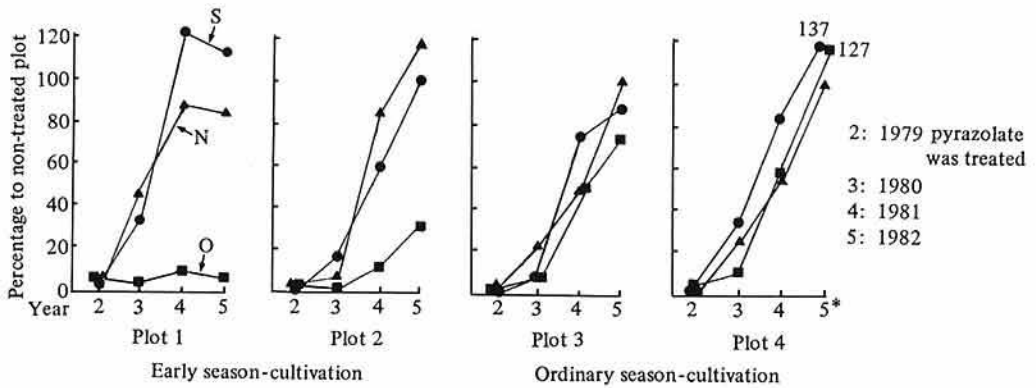 Percentage to non-treated plot
120
100
80
60
40
20
0
S
N
O
137
127
2: 1979 pyrazolate
was treated
3: 1980
4: 1981
5: 1982
Year 2 3 4 5 2 3 4 5 2 3 4 5 2 3 4 5*
Plot 1 Plot 2 Plot 3 Plot 4
Early season-cultivation Ordinary season-cultivation